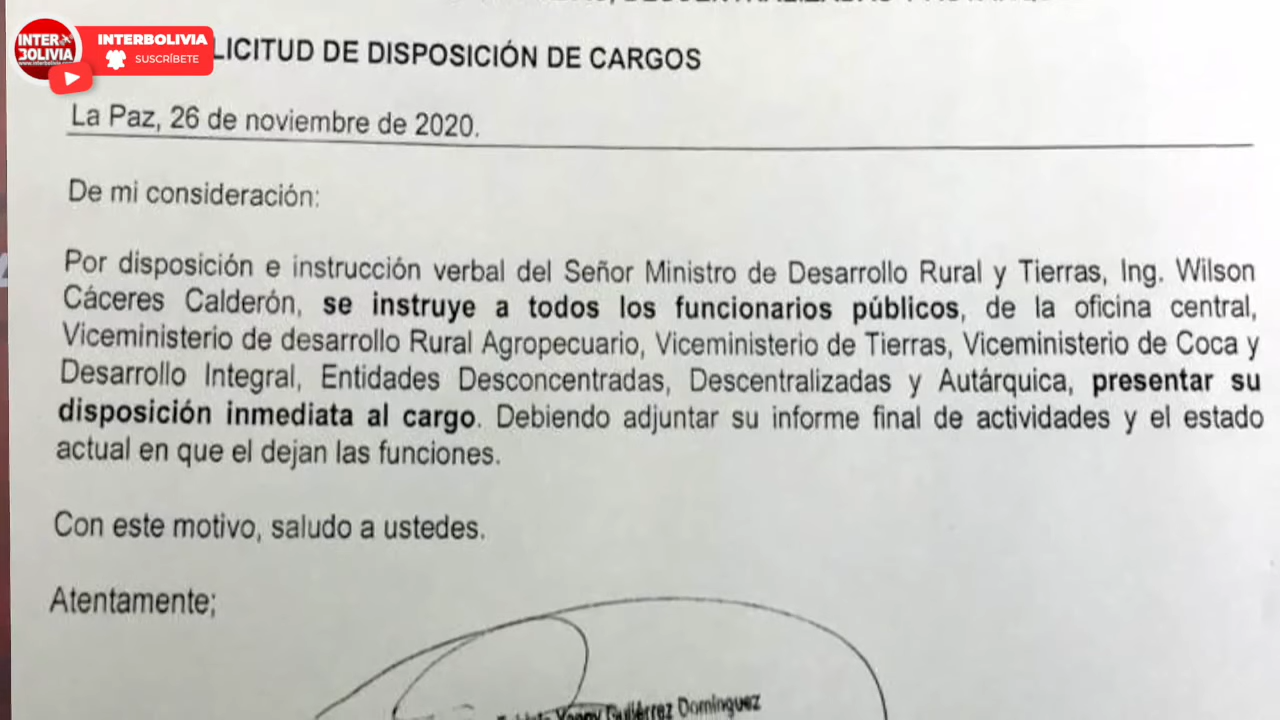 INTER
BOLIVIA
INTERBOLIVIA
SUSCRÍBETE
LICITUD DE DISPOSICIÓN DE CARGOS
La Paz, 26 de noviembre de 2020.
De mi consideración:
Por disposición e instrucción verbal del Señor Ministro de Desarrollo Rural y Tierras, Ing. Wilson
Cáceres Calderón, se instruye a todos los funcionarios públicos, de la oficina central,
Viceministerio de desarrollo Rural Agropecuario, Viceministerio de Tierras, Viceministerio de Coca y
Desarrollo Integral, Entidades Desconcentradas, Descentralizadas y Autárquica, presentar su
disposición inmediata al cargo. Debiendo adjuntar su informe final de actividades y el estado
actual en que el dejan las funciones.
Con este motivo, saludo a ustedes.
Atentamente;
Gutiérrez Domínguez